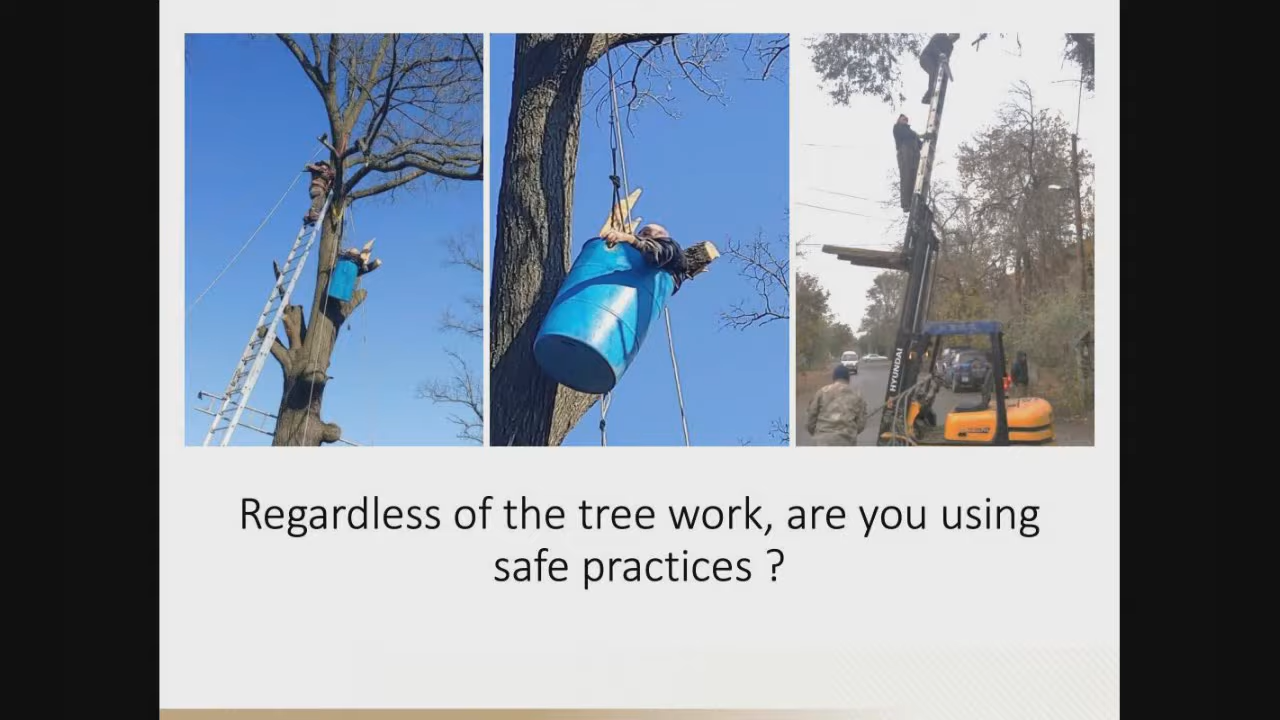 HYUNDAI
Regardless of the tree work, are you using
safe practices ?